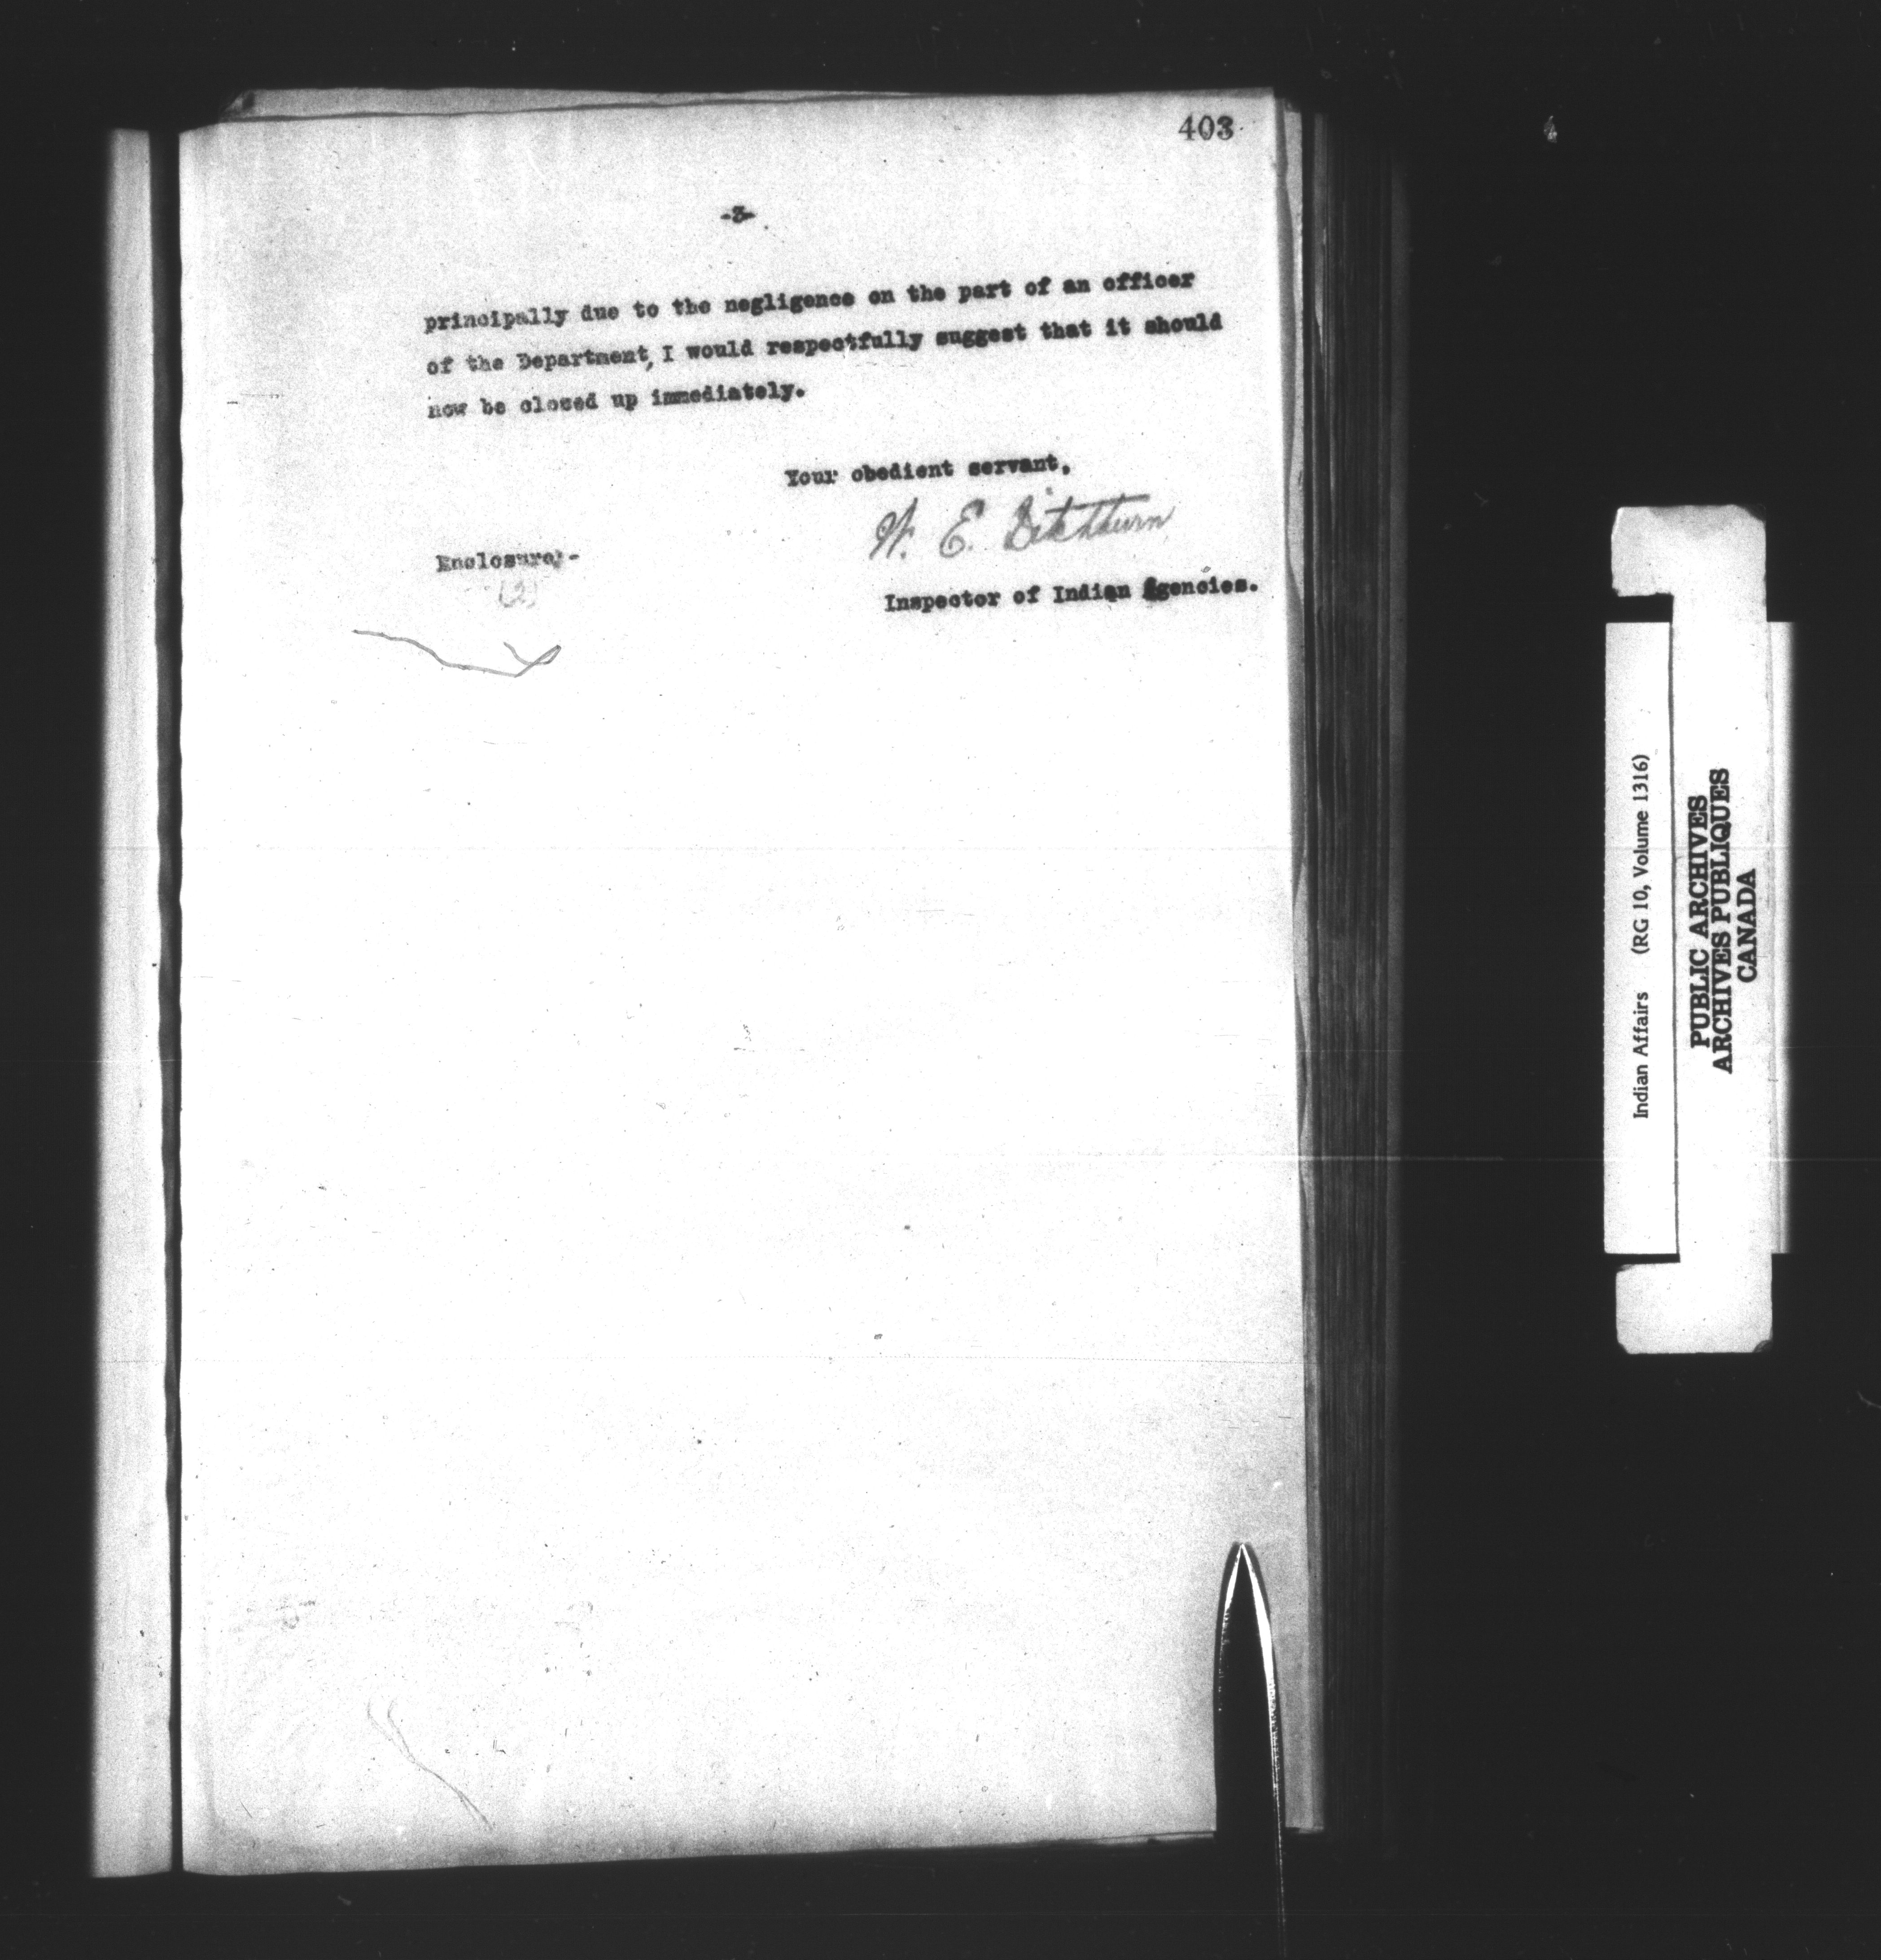 403
-3-
principally due to the negligence on the part of an officer
of the Department, I would respectfully suggest that it should
now be closed up immediately.
Your obedient servant,
W. E. Ditchburn
Enclosure:-
(2)
Inspector of Indian Agencies.
Indian Affairs (RG 10, Volume 1316)
PUBLIC ARCHIVES
ARCHIVES PUBLIQUES
CANADA